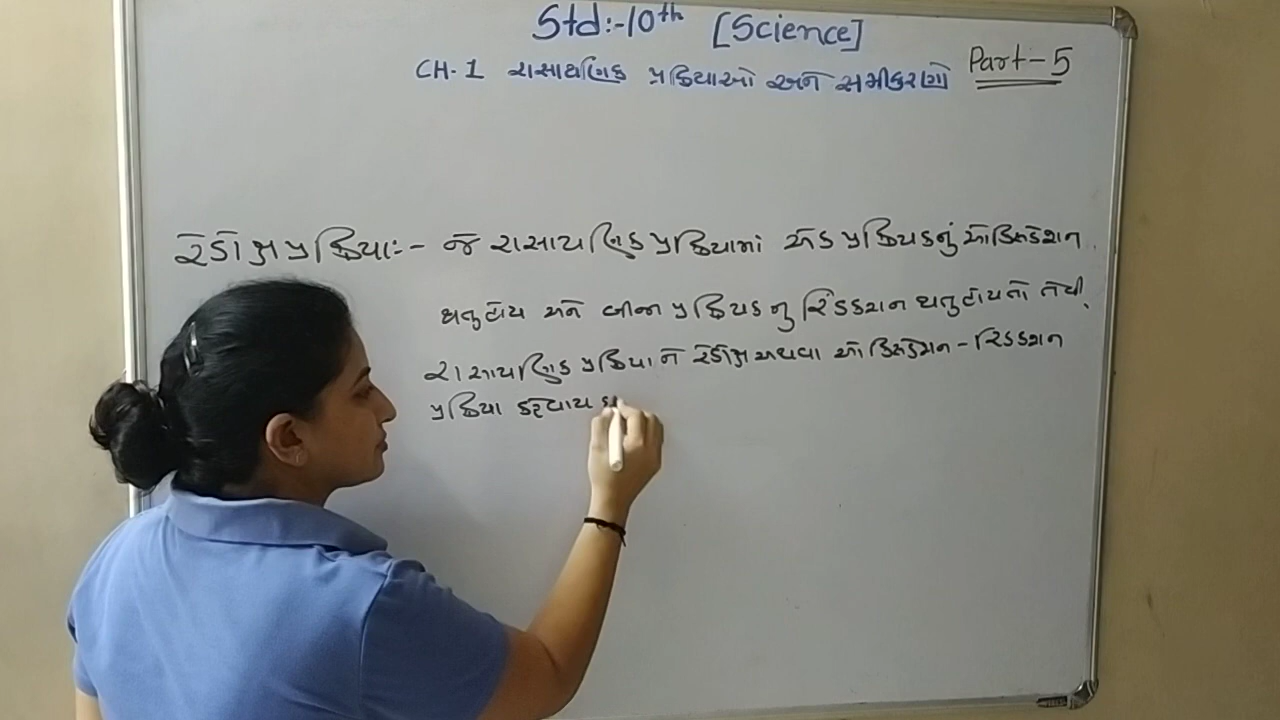 Std:-10th [Science]
CH. 1 રાસાયણિક પ્રક્રિયાઓ અને સમીકરણો Part-5
રેડોક્ષ પ્રક્રિયા:- જે રાસાયણિક પ્રક્રિયામાં એક પ્રક્રિયકનું ઓક્સિડેશન
થતુ હોય અને બીજા પ્રક્રિયક નુ રિડક્શન થતુ હોય તો તેવી
રાસાયણિક પ્રક્રિયા ને રેડોક્ષ અથવા ઓક્સિડેશન - રિડક્શન
પ્રક્રિયા કહેવાય